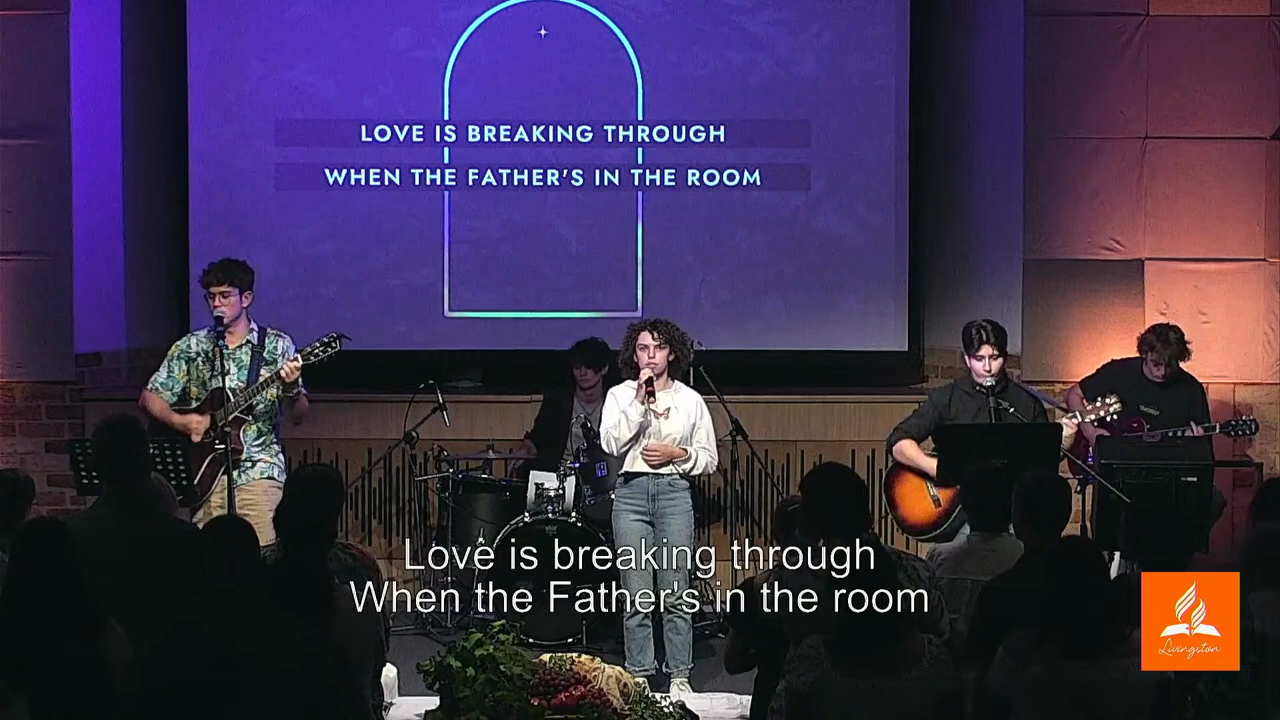 LOVE IS BREAKING THROUGH
WHEN THE FATHER'S IN THE ROOM
Love is breaking through
When the Father's in the room
Livingston